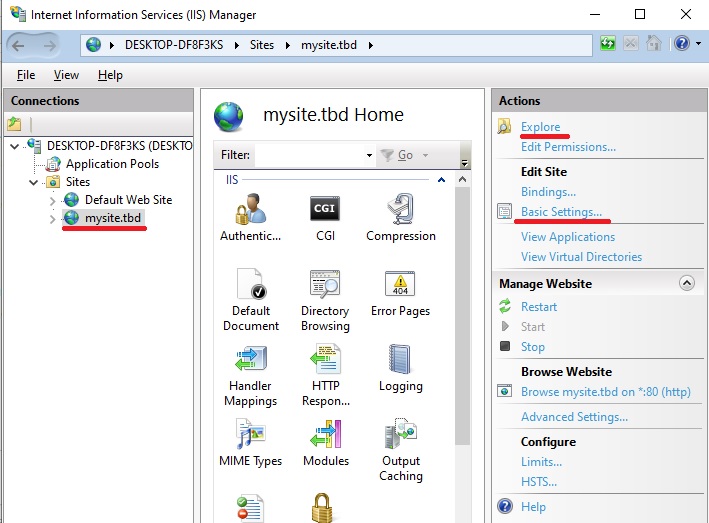 Internet Information Services (IIS) Manager
DESKTOP-DF8F3KS
Sites
mysite.tbd
File
View
Help
Connections
DESKTOP-DF8F3KS (DESKTO
Application Pools
Sites
Default Web Site
mysite.tbd
mysite.tbd Home
Filter:
Go
IIS
Authentic...
CGI
CGI
Compression
Default
Document
Directory
Browsing
404
Error Pages
Handler
Mappings
HTTP
Respon...
Logging
MIME Types
Modules
Output
Caching
Actions
Explore
Edit Permissions...
Edit Site
Bindings...
Basic Settings...
View Applications
View Virtual Directories
Manage Website
Restart
Start
Stop
Browse Website
Browse mysite.tbd on *:80 (http)
Advanced Settings...
Configure
Limits...
HSTS...
Help